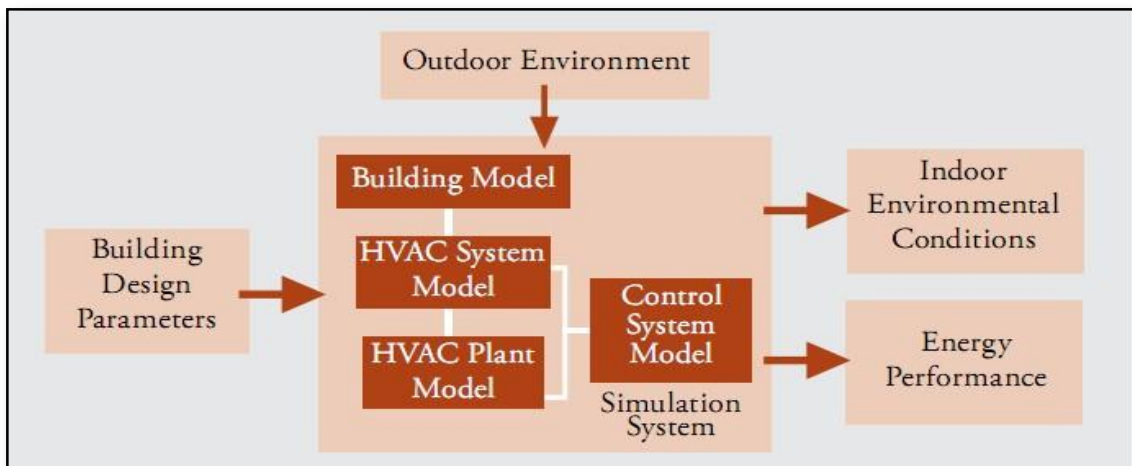 Outdoor Environment
Building Model
HVAC System
Model
HVAC Plant
Model
Control
System
Model
Simulation
System
Building
Design
Parameters
Indoor
Environmental
Conditions
Energy
Performance